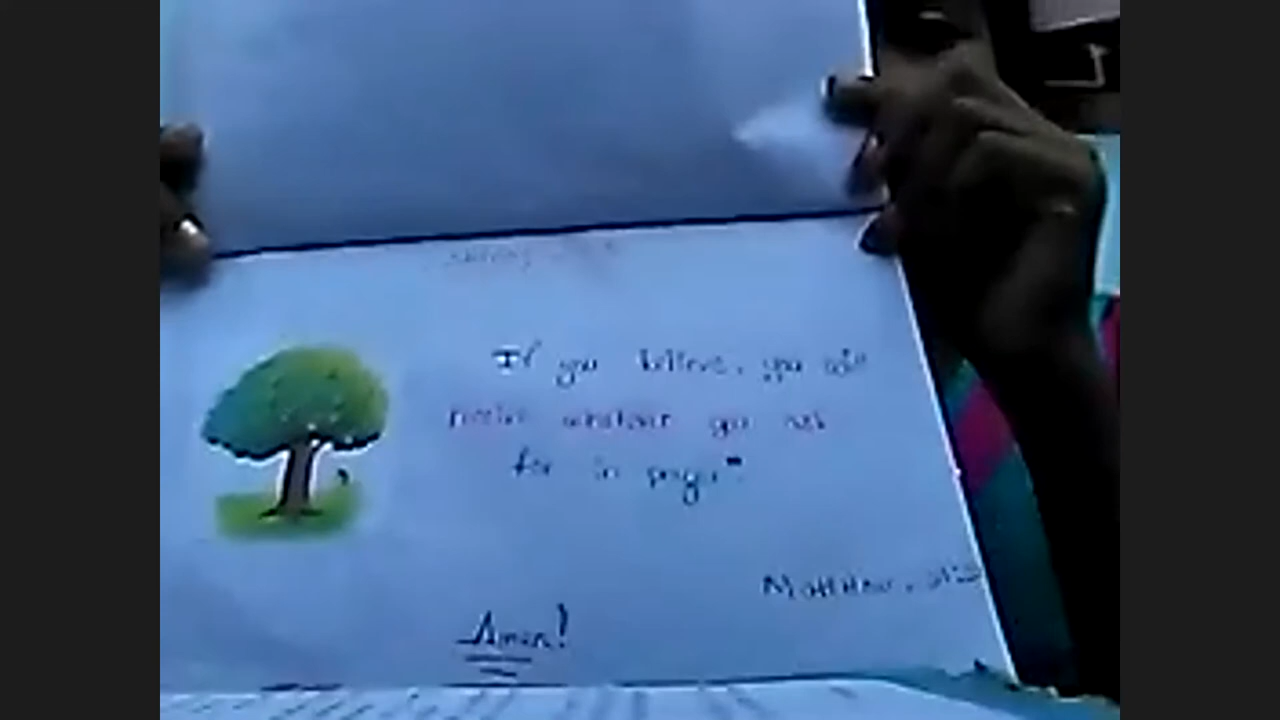 If you believe, you will
receive whatever you ask
for in prayer"
Matthew
Amen!